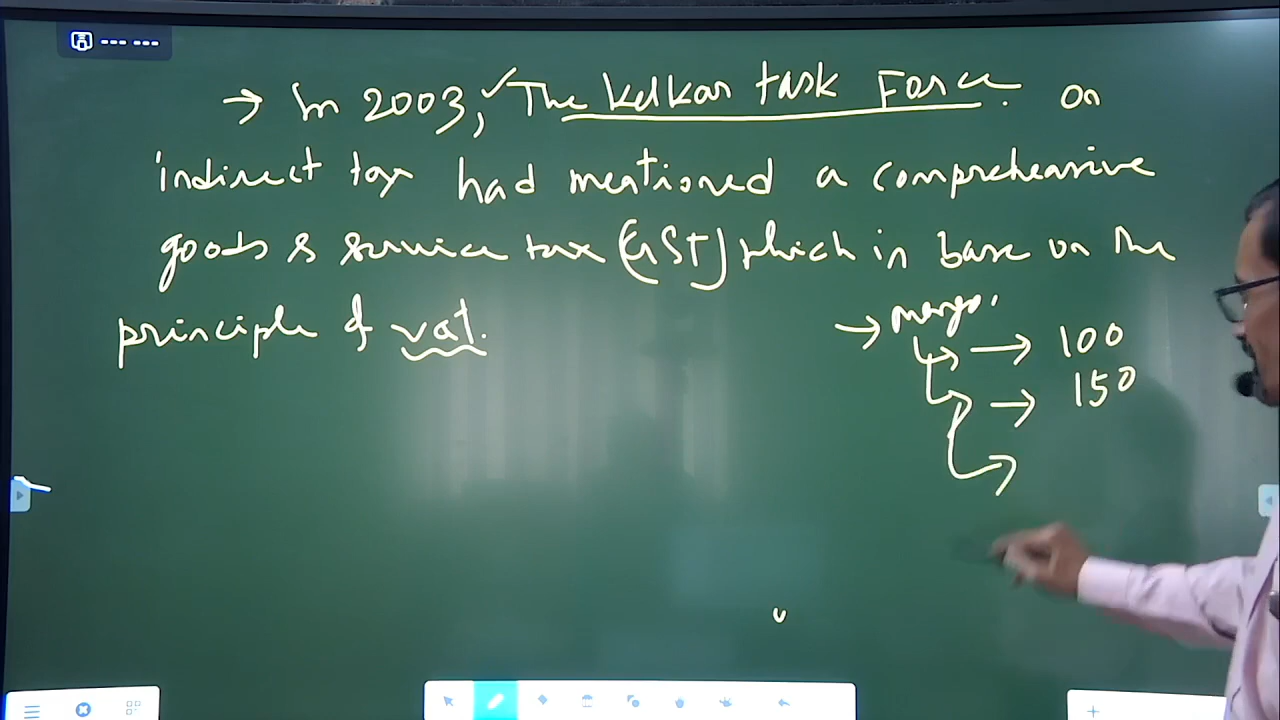 → In 2003, ✓The Kelkar task Force. on
indirect tax had mentioned a comprehensive
goods & service tax (GST) which in base on the
principle of vat.
→ mango.
→ 100
→ 150